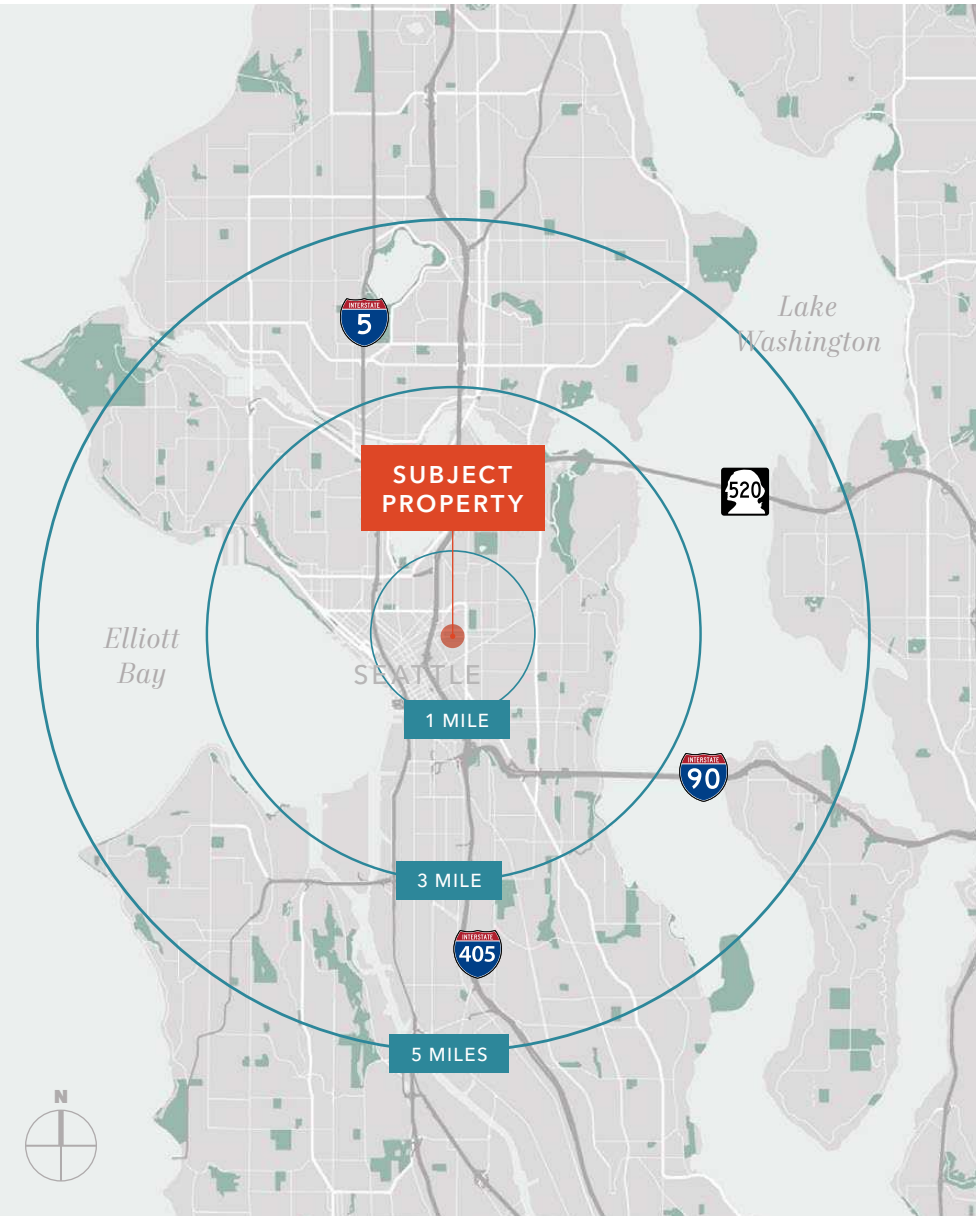 INTERSTATE
5
Lake
Washington
SUBJECT
PROPERTY
520
Elliott
Bay
SEATTLE
1 MILE
INTERSTATE
90
3 MILE
INTERSTATE
405
5 MILES
N